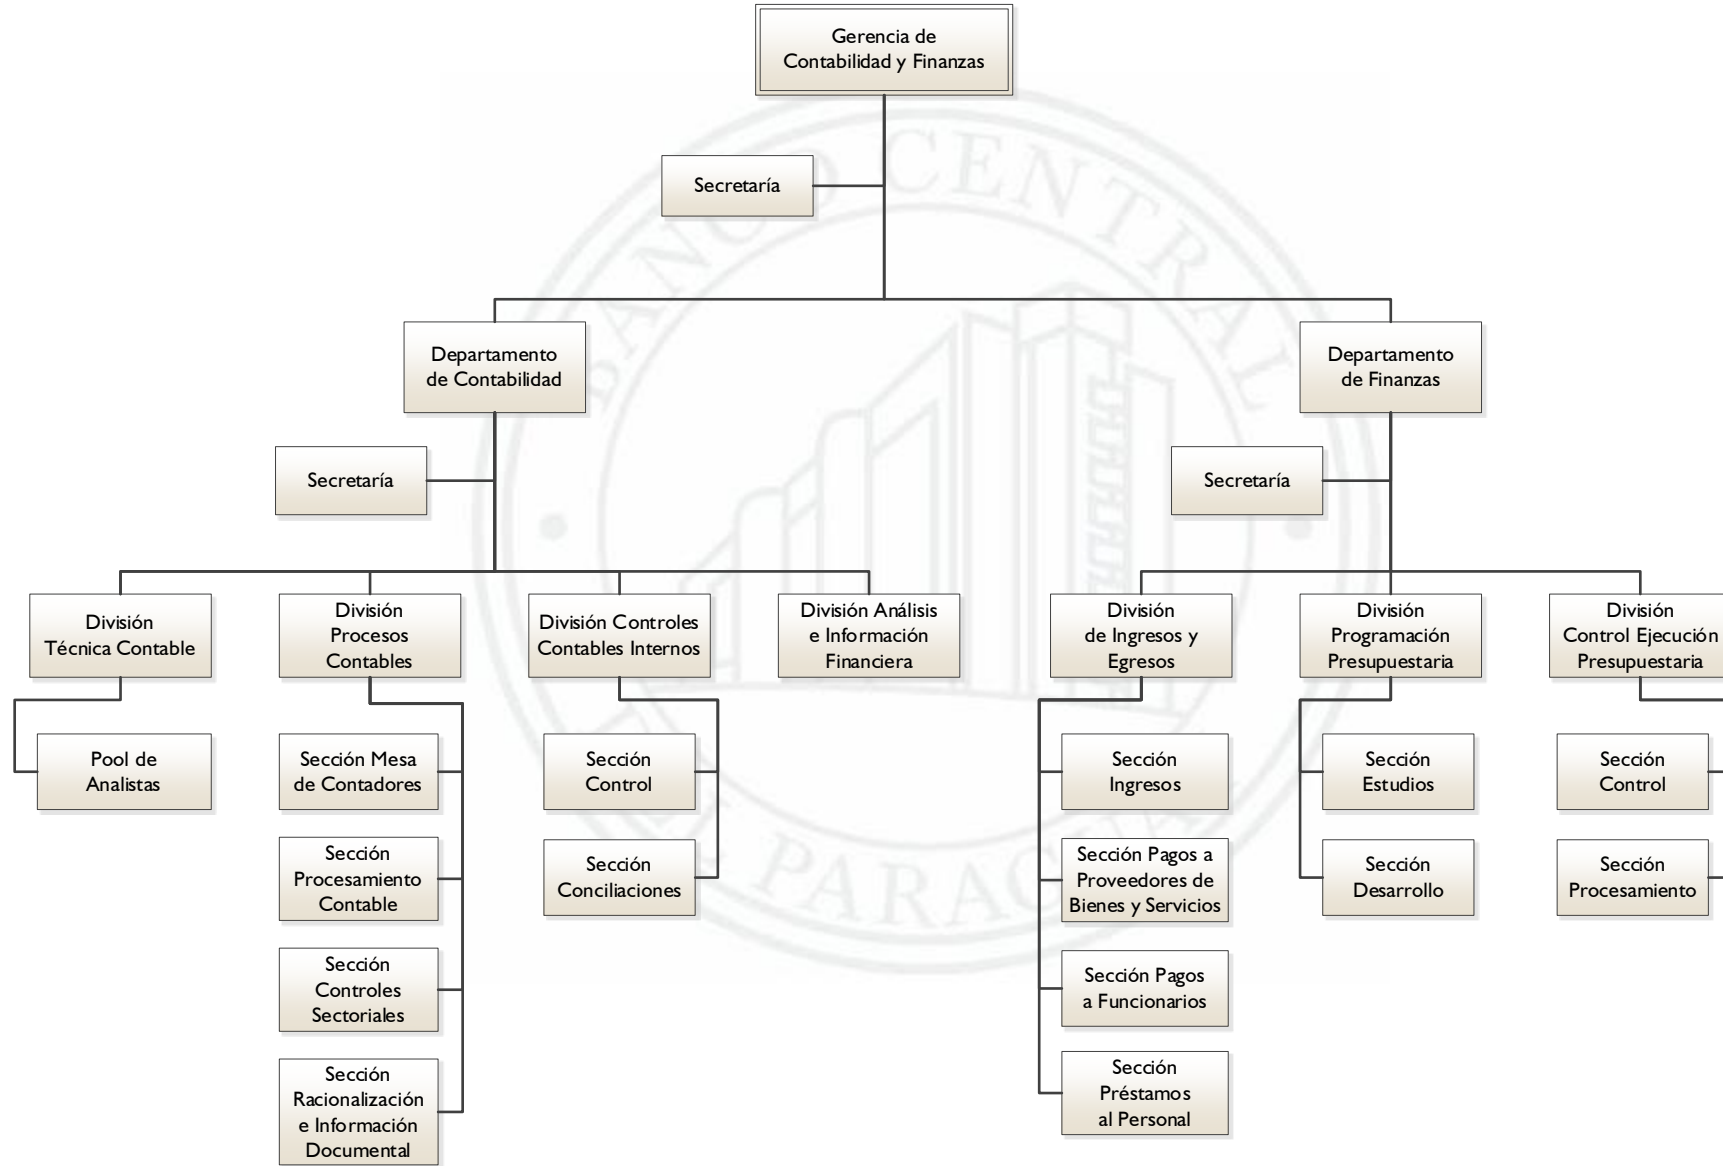 Gerencia de
Contabilidad y Finanzas
Secretaría
Departamento
de Contabilidad
Departamento
de Finanzas
Secretaría
Secretaría
División
Técnica Contable
División
Procesos
Contables
División Controles
Contables Internos
División Análisis
e Información
Financiera
División
de Ingresos y
Egresos
División
Programación
Presupuestaria
División
Control Ejecución
Presupuestaria
Pool de
Analistas
Sección Mesa
de Contadores
Sección
Control
Sección
Ingresos
Sección
Estudios
Sección
Control
Sección
Procesamiento
Contable
Sección
Conciliaciones
Sección Pagos a
Proveedores de
Bienes y Servicios
Sección
Desarrollo
Sección
Procesamiento
Sección
Controles
Sectoriales
Sección Pagos
a Funcionarios
Sección
Racionalización
e Información
Documental
Sección
Préstamos
al Personal
BANCO CENTRAL
DEL PARAGUAY